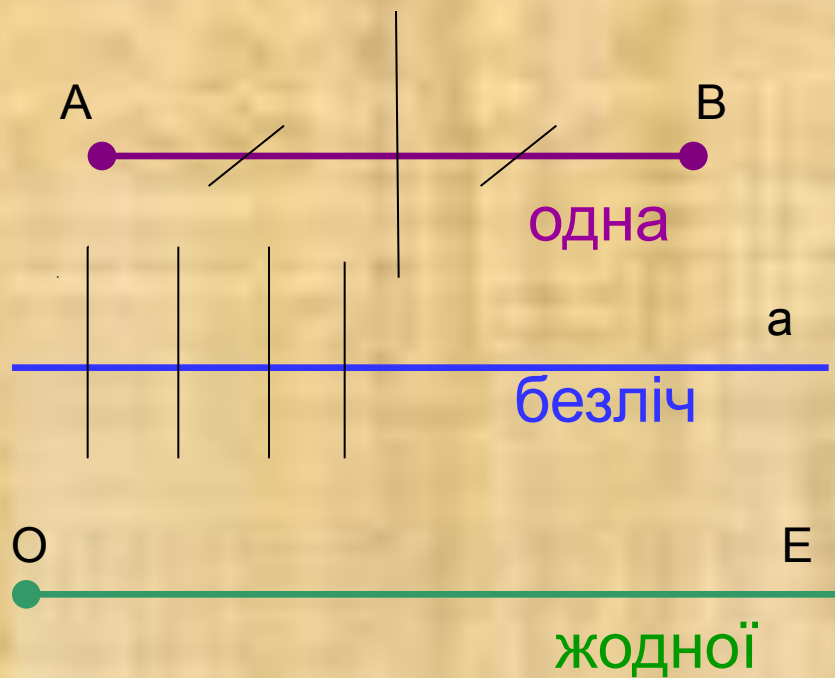 А В
одна
а
безліч
О Е
жодної